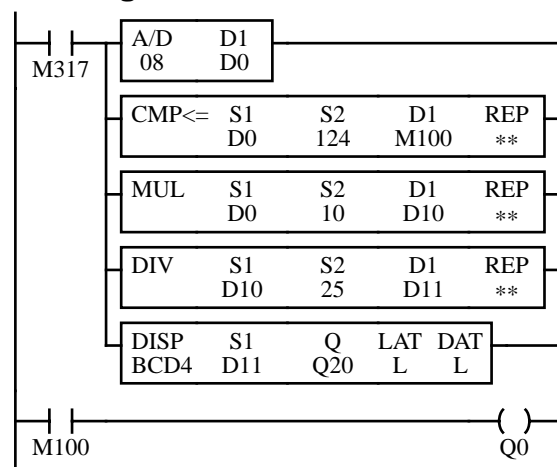 A/D D1
08 D0
M317
CMP<= S1 S2 D1 REP
D0 124 M100 **
MUL S1 S2 D1 REP
D0 10 D10 **
DIV S1 S2 D1 REP
D10 25 D11 **
DISP S1 Q LAT DAT
BCD4 D11 Q20 L L
M100 Q0